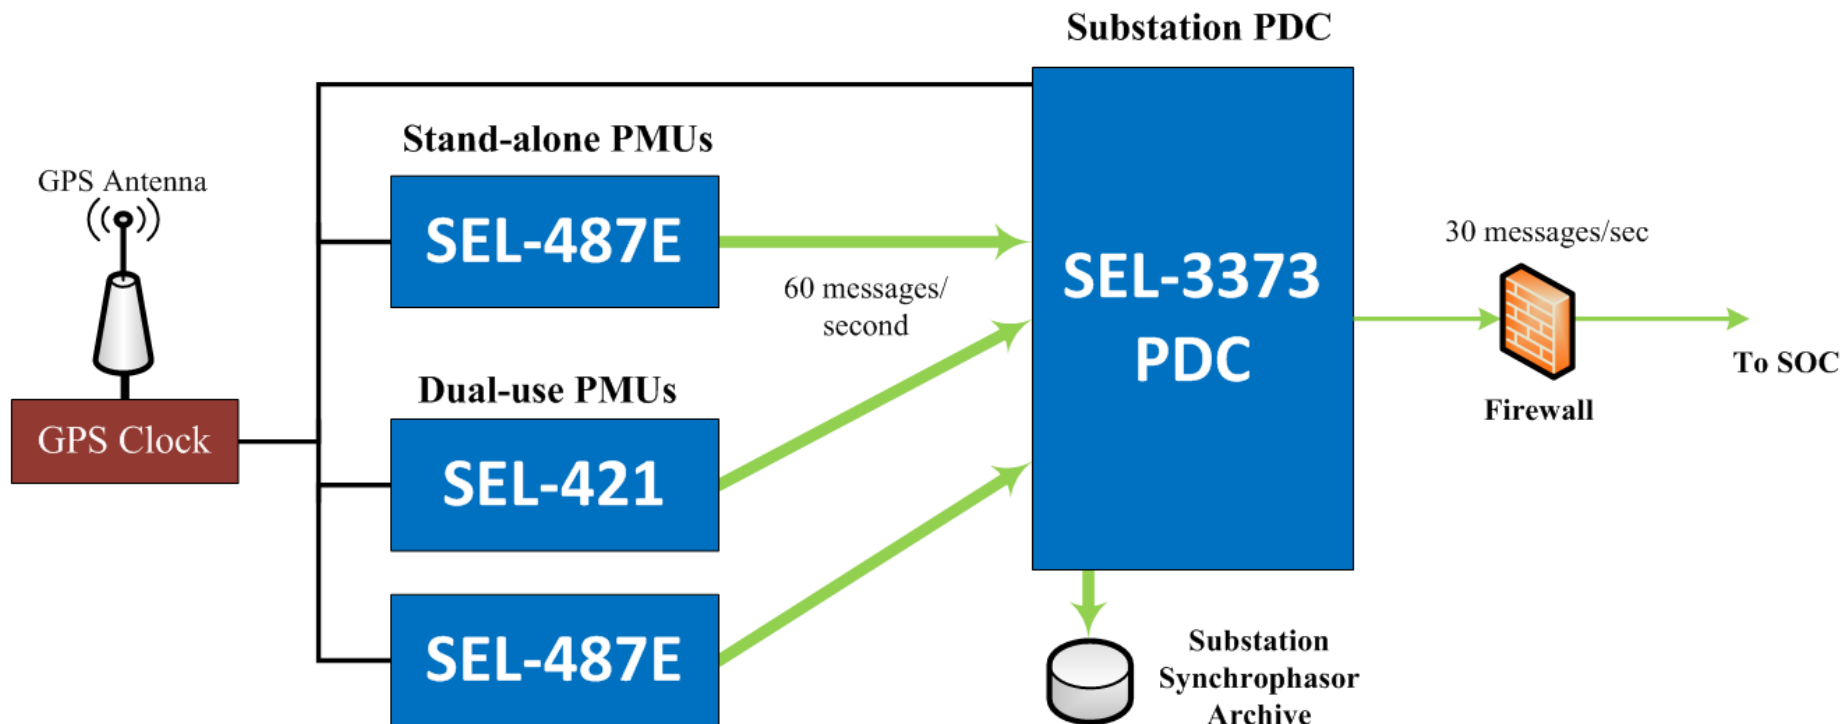 Substation PDC
Stand-alone PMUs
GPS Antenna
SEL-487E
30 messages/sec
SEL-3373
PDC
60 messages/
second
To SOC
Dual-use PMUs
Firewall
GPS Clock
SEL-421
SEL-487E
Substation
Synchrophasor
Archive